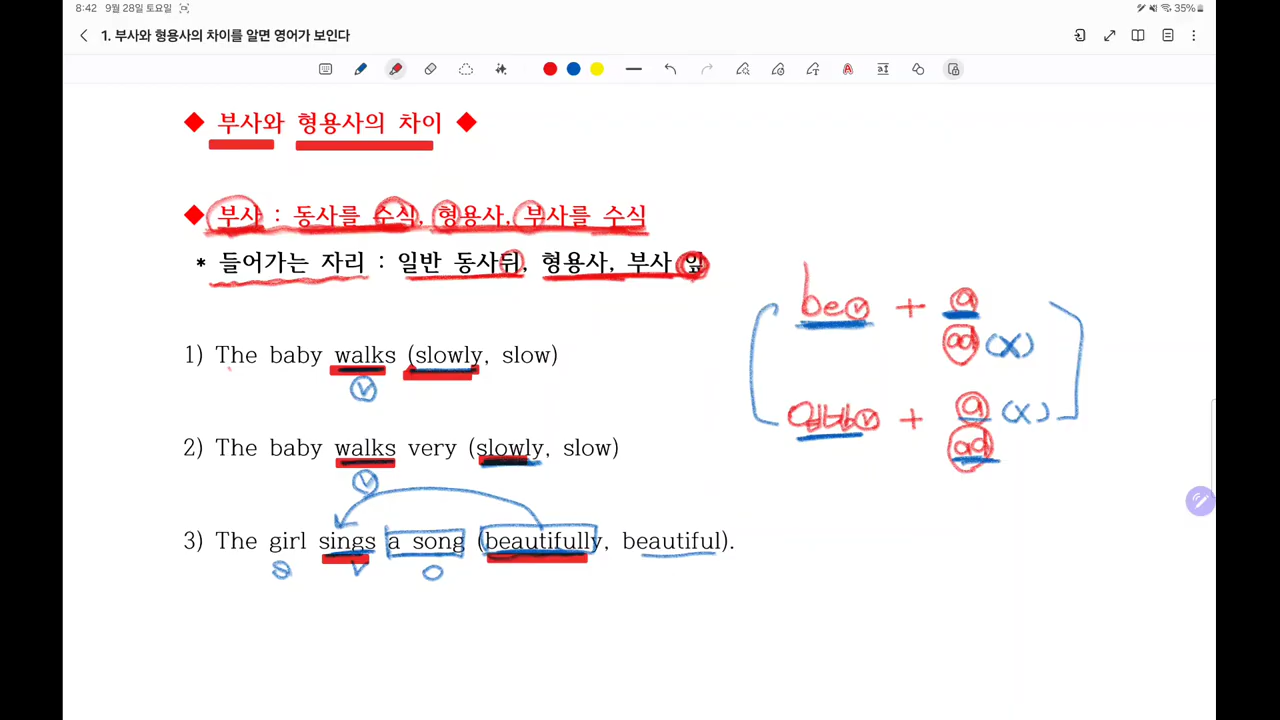 8:42 9월 28일 토요일 35%
1. 부사와 형용사의 차이를 알면 영어가 보인다
◆ 부사와 형용사의 차이 ◆
◆ 부사 : 동사를 수식, 형용사, 부사를 수식
* 들어가는 자리 : 일반 동사뒤, 형용사, 부사 앞
be v + a
ad (x)
1) The baby walks (slowly, slow)
v
일반 v + a (x)
ad
2) The baby walks very (slowly, slow)
v
3) The girl sings a song (beautifully, beautiful).
S V O